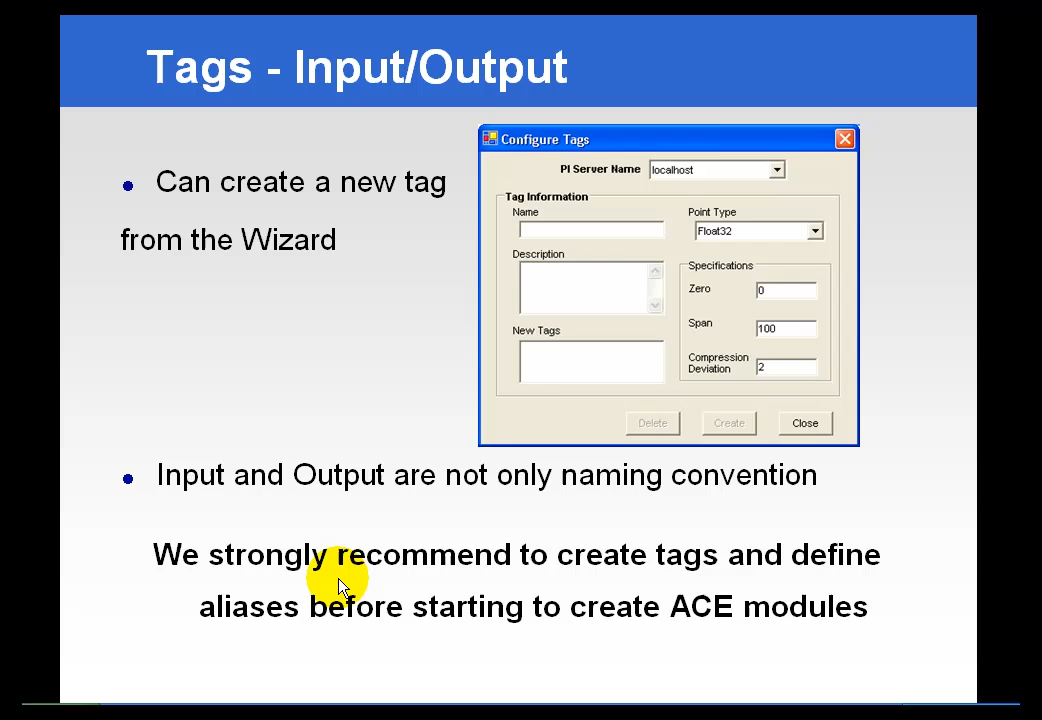 Tags - Input/Output
• Can create a new tag
from the Wizard
Configure Tags
PI Server Name localhost
Tag Information
Name
Point Type
Float32
Description
Specifications
Zero 0
Span 100
New Tags
Compression
Deviation 2
Delete Create Close
• Input and Output are not only naming convention
We strongly recommend to create tags and define
aliases before starting to create ACE modules